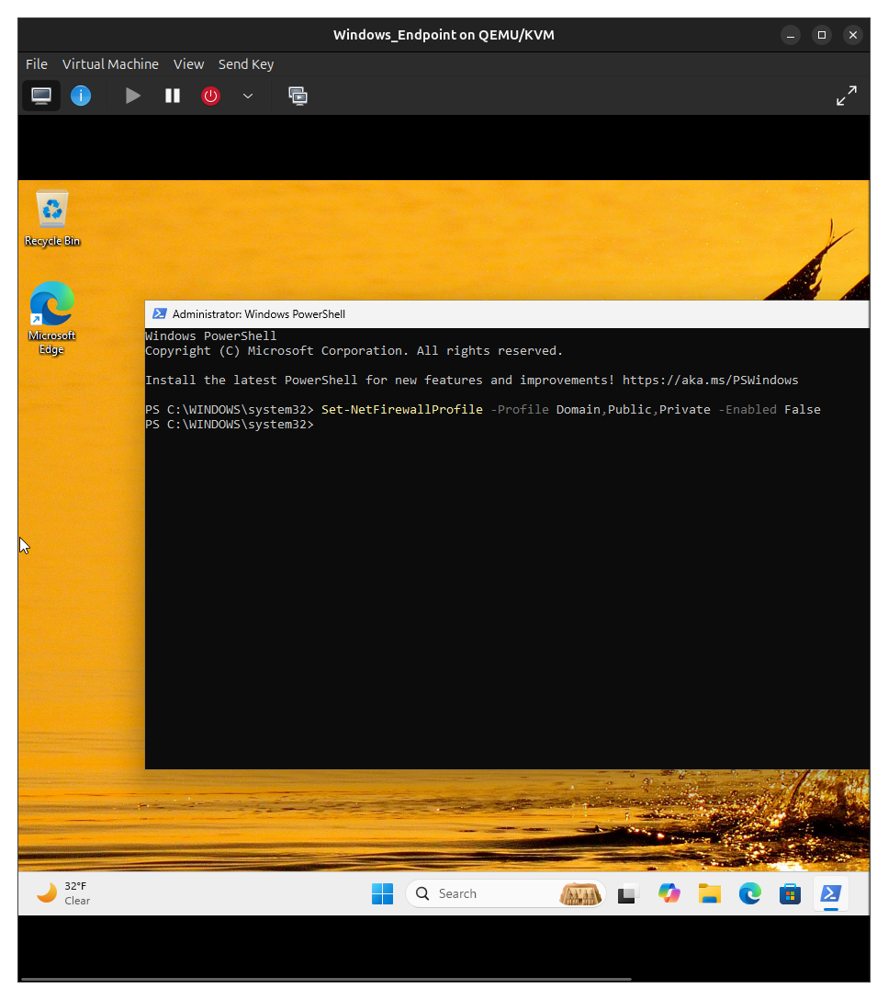 Windows_Endpoint on QEMU/KVM
File Virtual Machine View Send Key
Recycle Bin
Microsoft
Edge
Administrator: Windows PowerShell
Windows PowerShell
Copyright (C) Microsoft Corporation. All rights reserved.
Install the latest PowerShell for new features and improvements! https://aka.ms/PSWindows
PS C:\WINDOWS\system32> Set-NetFirewallProfile -Profile Domain,Public,Private -Enabled False
PS C:\WINDOWS\system32>
32°F
Clear
Search